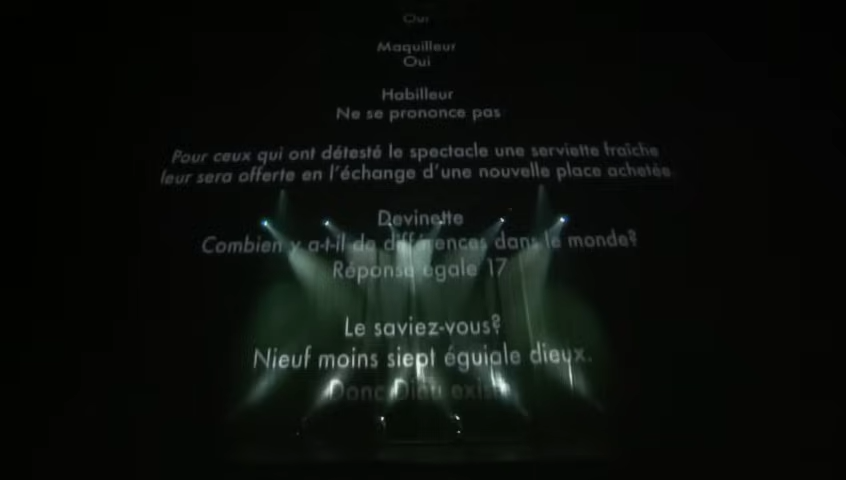 Oui
Maquilleur
Oui
Habilleur
Ne se prononce pas
Pour ceux qui ont détesté le spectacle une serviette fraîche
leur sera offerte en l'échange d'une nouvelle place achetée
Devinette
Combien y a-t-il de différences dans le monde?
Réponse égale 17
Le saviez-vous?
Nieuf moins siept éguiale dieux.
Donc Dieu existe